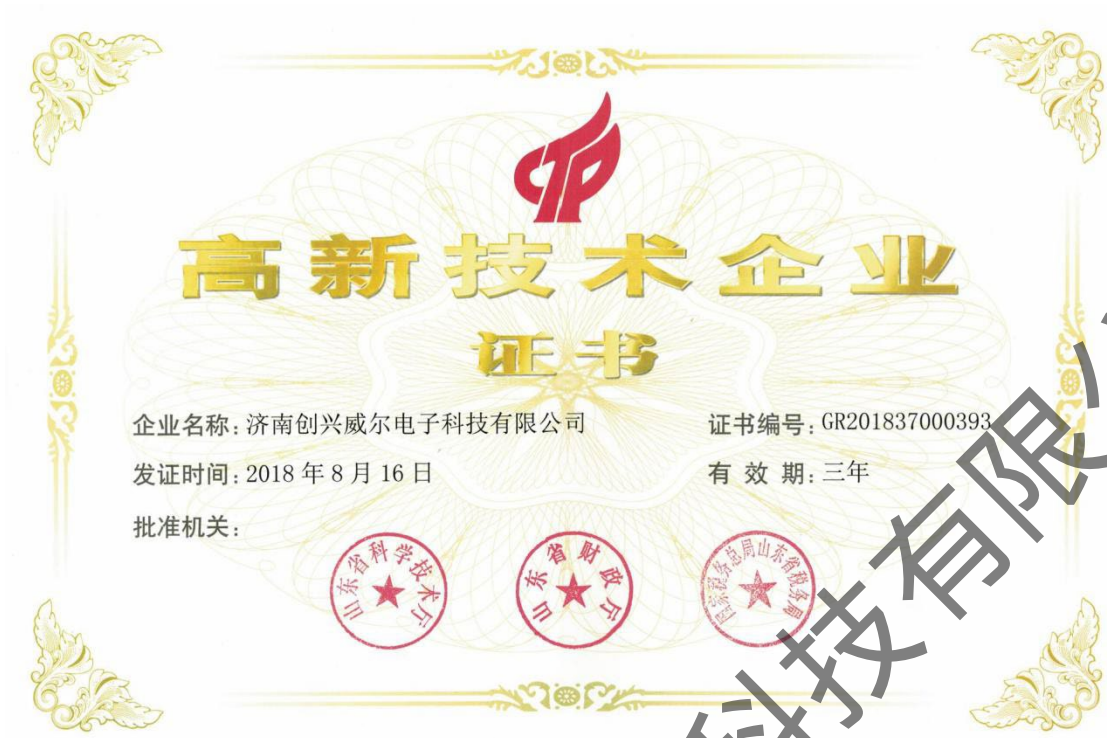 CTP
高新技术企业
证书
企业名称：济南创兴威尔电子科技有限公司 证书编号：GR201837000393
发证时间：2018年8月16日 有效期：三年
批准机关：
山东省科学技术厅
山东省财政厅
国家税务总局山东省税务局
科技有限公